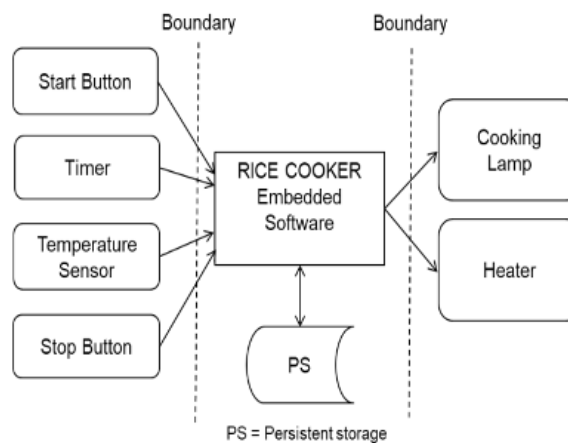 Boundary
Boundary
Start Button
Timer
Temperature
Sensor
Stop Button
RICE COOKER
Embedded
Software
PS
Cooking
Lamp
Heater
PS = Persistent storage